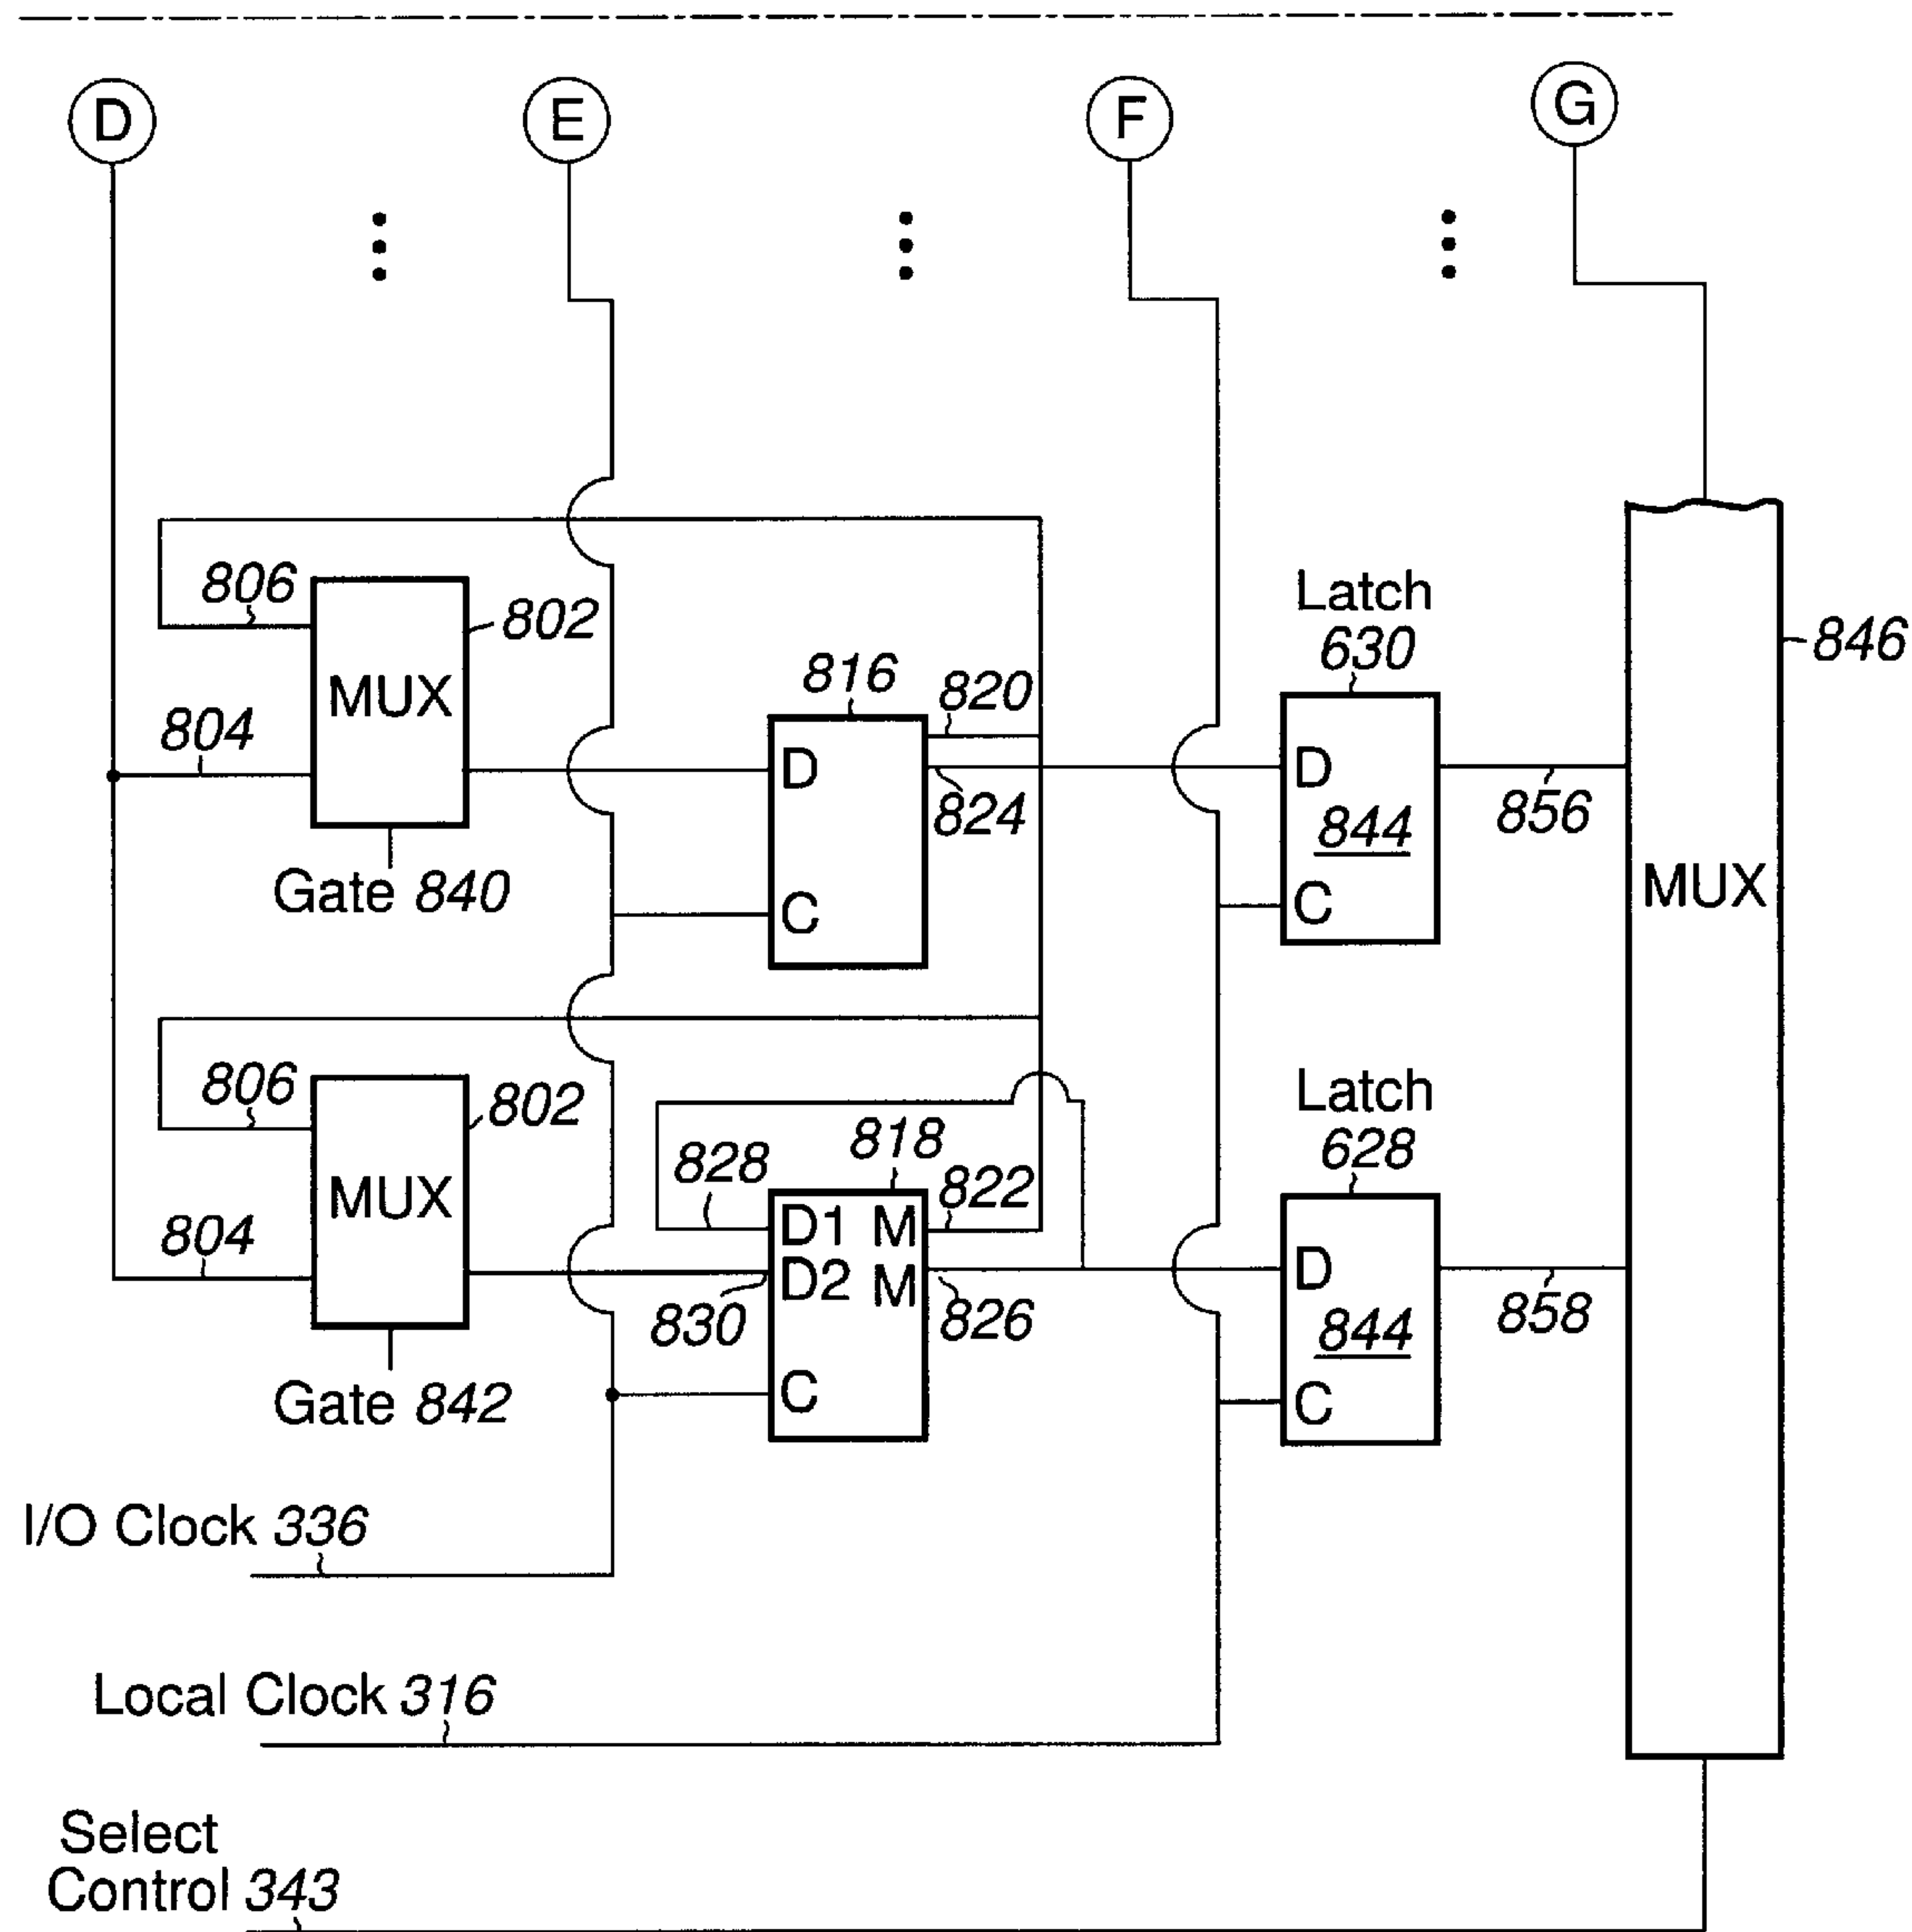 D
E
F
G
806
802
MUX
804
Gate 840
816
820
D
824
C
Latch
630
D
844
C
856
846
MUX
806
802
MUX
804
Gate 842
828
818
822
D1 M
D2 M
830
826
C
Latch
628
D
844
C
858
I/O Clock 336
Local Clock 316
Select
Control 343